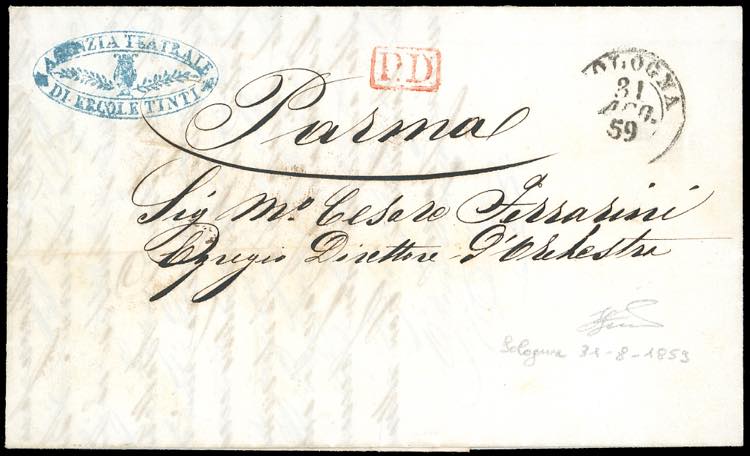 AGENZIA TEATRALE
DI ERCOLE TINTI
P.D
BOLOGNA
31
AGO.
59
Parma
Sig Mo. Cesare Ferrarini
Egregio Direttore d'Orchestra
Bologna 31-8-1859